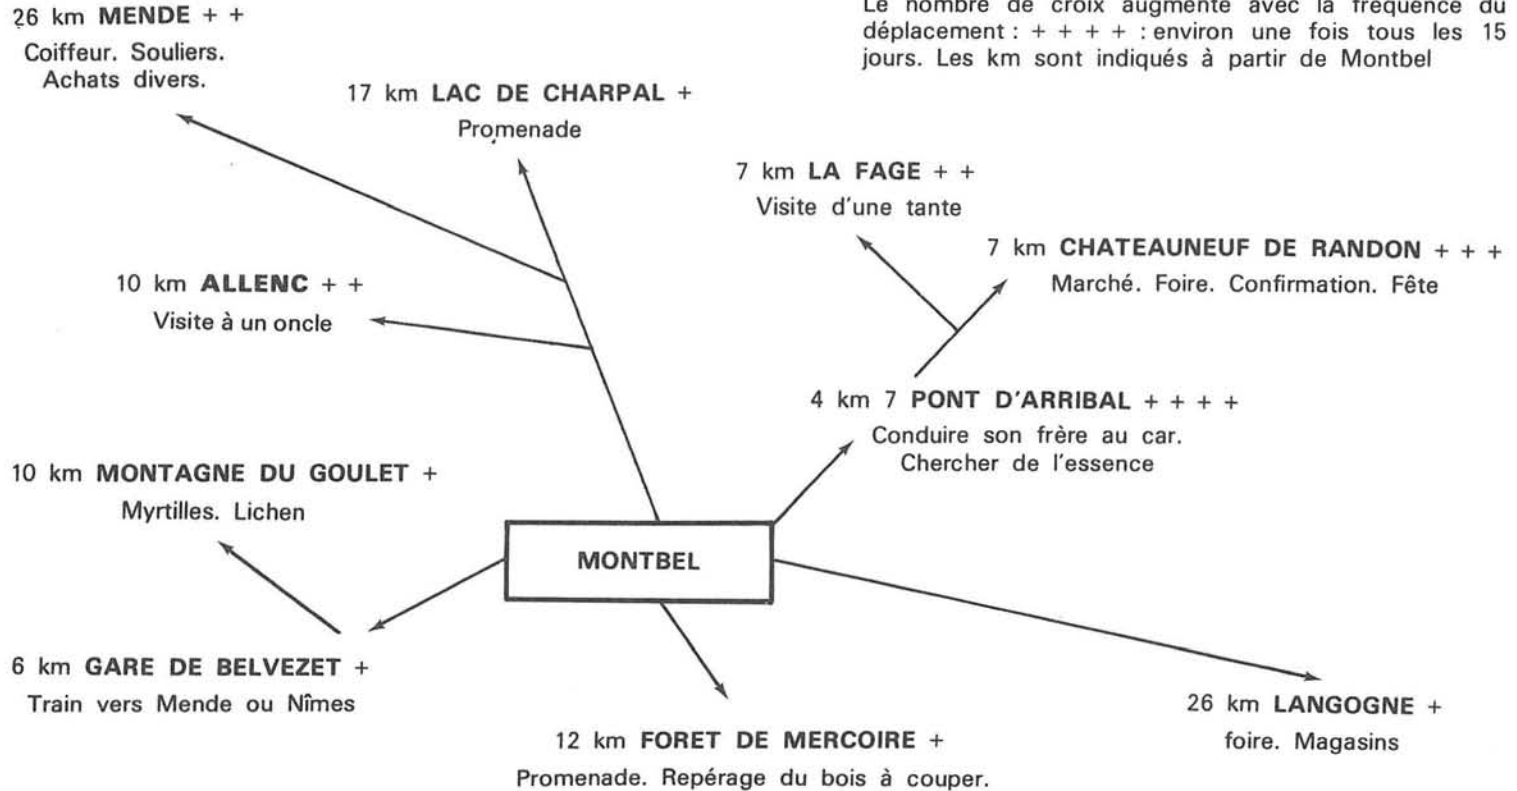 Le nombre de croix augmente avec la fréquence du
déplacement : + + + + : environ une fois tous les 15
jours. Les km sont indiqués à partir de Montbel
26 km MENDE + +
Coiffeur. Souliers.
Achats divers.
17 km LAC DE CHARPAL +
Promenade
7 km LA FAGE + +
Visite d'une tante
7 km CHATEAUNEUF DE RANDON + + +
Marché. Foire. Confirmation. Fête
10 km ALLENC + +
Visite à un oncle
4 km 7 PONT D'ARRIBAL + + + +
Conduire son frère au car.
Chercher de l'essence
10 km MONTAGNE DU GOULET +
Myrtilles. Lichen
MONTBEL
6 km GARE DE BELVEZET +
Train vers Mende ou Nîmes
26 km LANGOGNE +
foire. Magasins
12 km FORET DE MERCOIRE +
Promenade. Repérage du bois à couper.